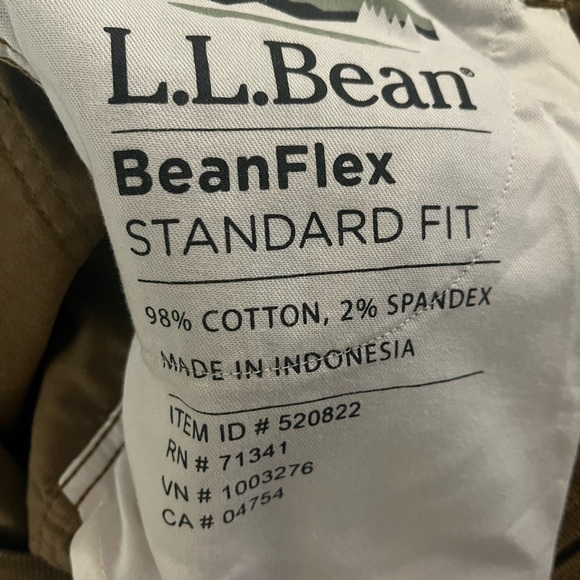 L.L.Bean®
BeanFlex
STANDARD FIT
98% COTTON, 2% SPANDEX
MADE IN INDONESIA
ITEM ID # 520822
RN # 71341
VN # 1003276
CA # 04754